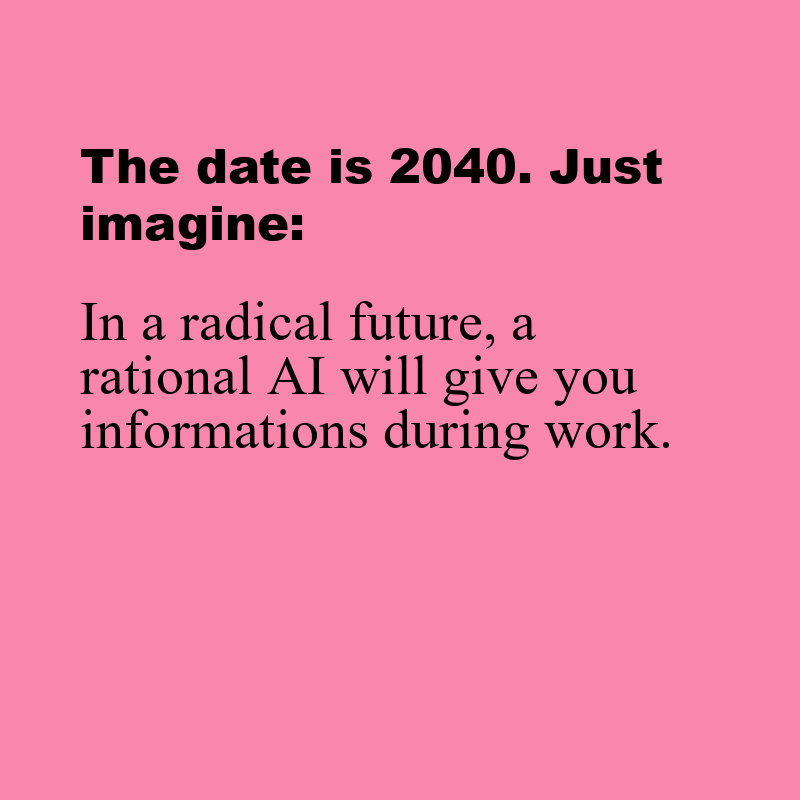 The date is 2040. Just
imagine:
In a radical future, a
rational AI will give you
informations during work.